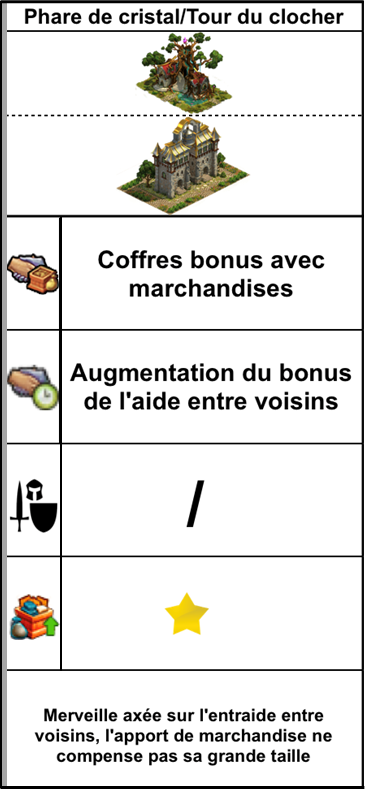 Phare de cristal/Tour du clocher
Coffres bonus avec
marchandises
Augmentation du bonus
de l'aide entre voisins
/
Merveille axée sur l'entraide entre
voisins, l'apport de marchandise ne
compense pas sa grande taille